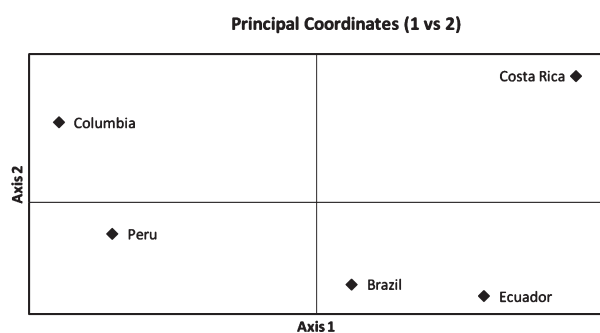 Principal Coordinates (1 vs 2)
Costa Rica
Columbia
Axis 2
Peru
Brazil
Ecuador
Axis 1